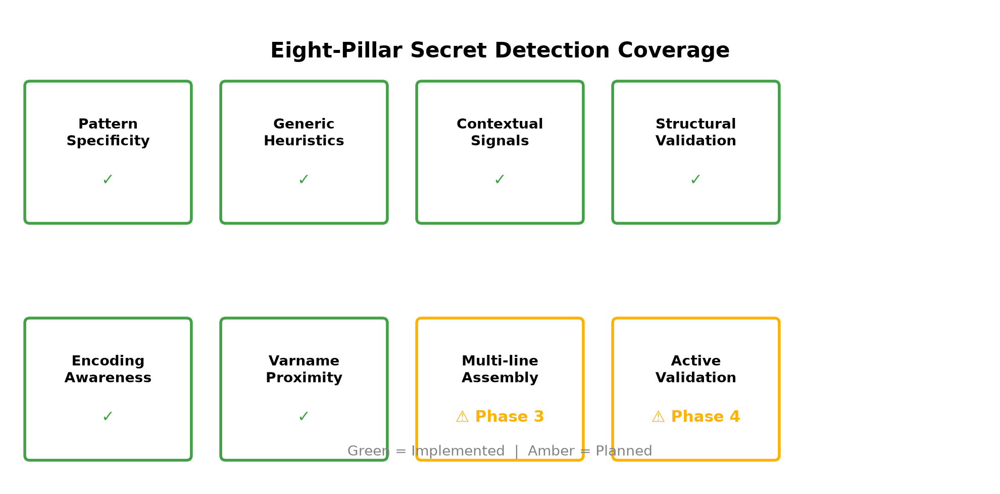 Eight-Pillar Secret Detection Coverage
Pattern
Specificity
✓
Generic
Heuristics
✓
Contextual
Signals
✓
Structural
Validation
✓
Encoding
Awareness
✓
Varname
Proximity
✓
Multi-line
Assembly
⚠ Phase 3
Active
Validation
⚠ Phase 4
Green = Implemented | Amber = Planned